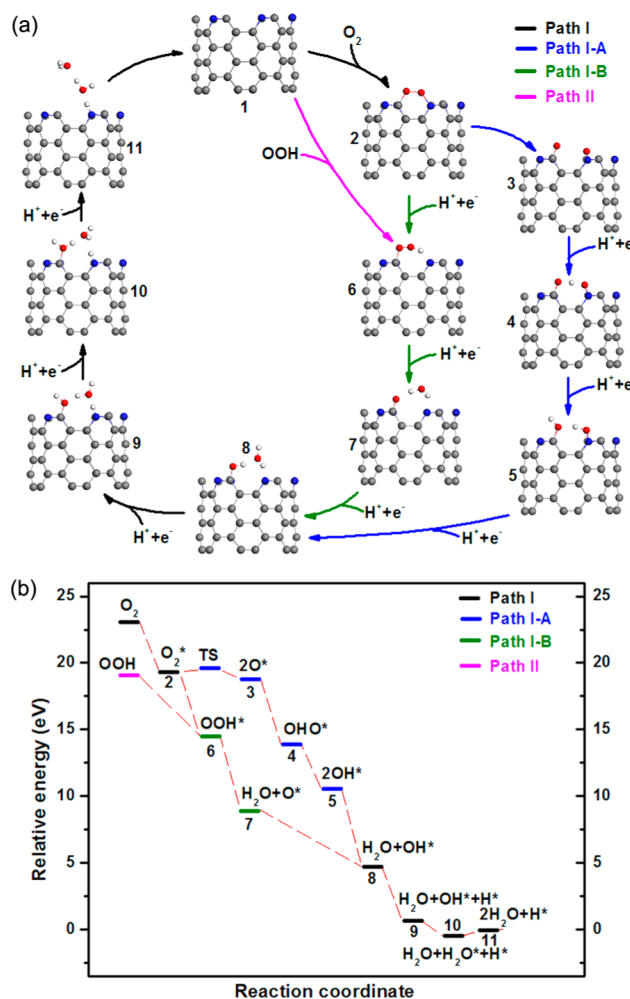 (a)
Path I
Path I-A
Path I-B
Path II
O₂
1
2
OOH
3
11
H⁺+e⁻
H⁺+e⁻
H⁺+e
6
10
4
H⁺+e⁻
H⁺+e⁻
H⁺+e
9
8
7
5
H⁺+e⁻
H⁺+e⁻
H⁺+e⁻
(b)
Path I
Path I-A
Path I-B
Path II
25
20
15
10
5
0
25
20
15
10
5
0
Relative energy (eV)
O₂
OOH
O₂*
2
TS
2O*
3
OOH*
6
OHO*
4
H₂O+O*
7
2OH*
5
H₂O+OH*
8
H₂O+OH*+H*
9
10
2H₂O+H*
11
H₂O+H₂O*+H*
Reaction coordinate